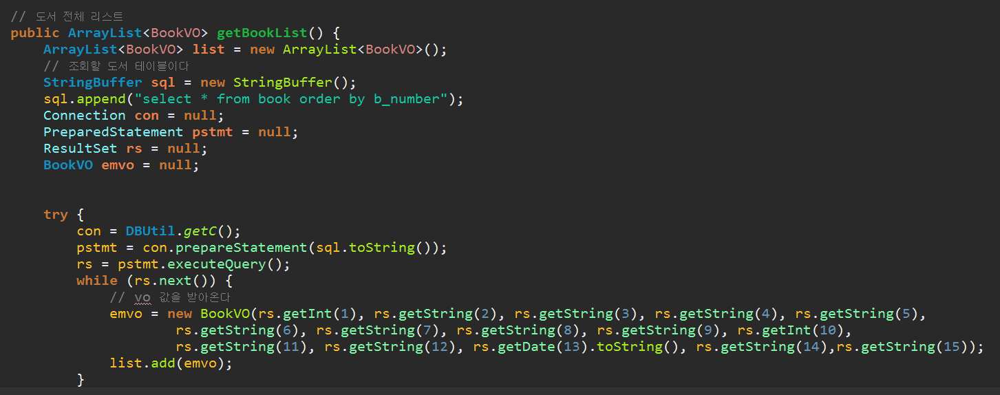 // 도서 전체 리스트
public ArrayList<BookVO> getBookList() {
ArrayList<BookVO> list = new ArrayList<BookVO>();
// 조회할 도서 테이블이다
StringBuffer sql = new StringBuffer();
sql.append("select * from book order by b_number");
Connection con = null;
PreparedStatement pstmt = null;
ResultSet rs = null;
BookVO emvo = null;
try {
con = DBUtil.getC();
pstmt = con.prepareStatement(sql.toString());
rs = pstmt.executeQuery();
while (rs.next()) {
// vo 값을 받아온다
emvo = new BookVO(rs.getInt(1), rs.getString(2), rs.getString(3), rs.getString(4), rs.getString(5),
rs.getString(6), rs.getString(7), rs.getString(8), rs.getString(9), rs.getInt(10),
rs.getString(11), rs.getString(12), rs.getDate(13).toString(), rs.getString(14),rs.getString(15));
list.add(emvo);
}